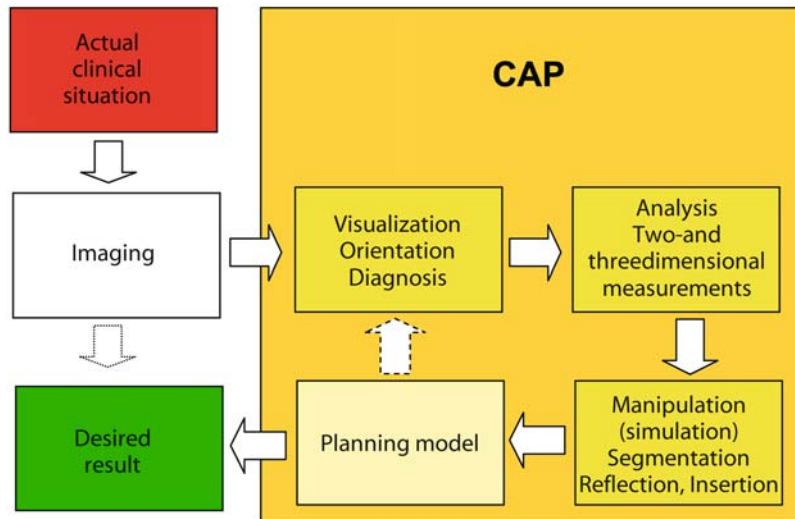 Actual
clinical
situation
CAP
Imaging
Visualization
Orientation
Diagnosis
Analysis
Two-and
threedimensional
measurements
Desired
result
Planning model
Manipulation
(simulation)
Segmentation
Reflection, Insertion